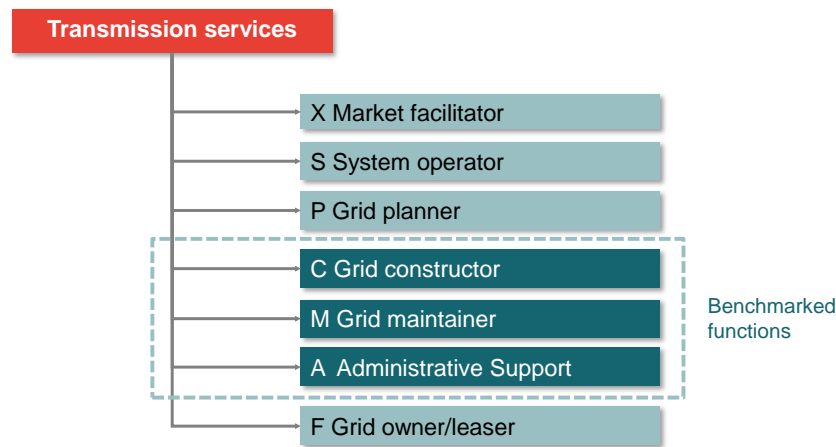 Transmission services
X Market facilitator
S System operator
P Grid planner
C Grid constructor
M Grid maintainer
A Administrative Support
F Grid owner/leaser
Benchmarked
functions